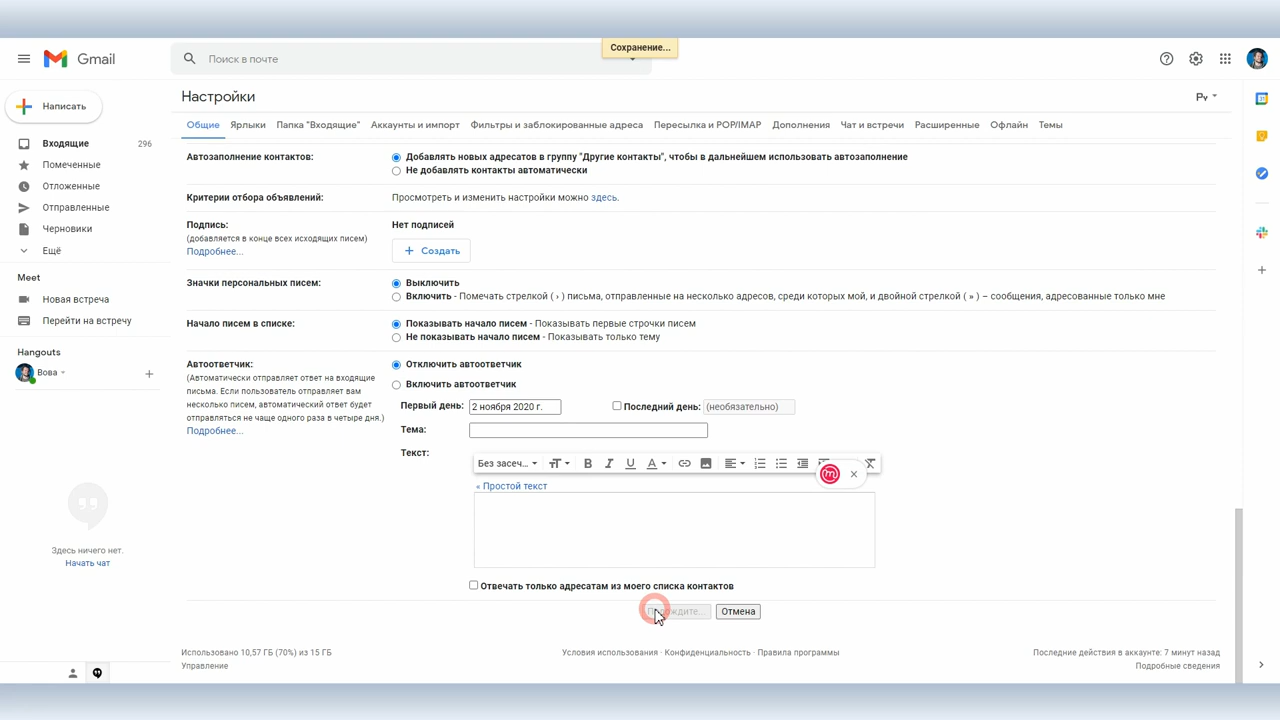 Сохранение...
Gmail
Поиск в почте
Написать
Входящие 296
Помеченные
Отложенные
Отправленные
Черновики
Ещё
Meet
Новая встреча
Перейти на встречу
Hangouts
Вова
Здесь ничего нет.
Начать чат
Настройки
Ру
Общие Ярлыки Папка "Входящие" Аккаунты и импорт Фильтры и заблокированные адреса Пересылка и POP/IMAP Дополнения Чат и встречи Расширенные Офлайн Темы
Автозаполнение контактов:
Добавлять новых адресатов в группу "Другие контакты", чтобы в дальнейшем использовать автозаполнение
Не добавлять контакты автоматически
Критерии отбора объявлений: Просмотреть и изменить настройки можно здесь.
Подпись: Нет подписей
(добавляется в конце всех исходящих писем)
Подробнее...
Создать
Значки персональных писем: Выключить
Включить - Помечать стрелкой ( › ) письма, отправленные на несколько адресов, среди которых мой, и двойной стрелкой ( » ) – сообщения, адресованные только мне
Начало писем в списке: Показывать начало писем - Показывать первые строчки писем
Не показывать начало писем - Показывать только тему
Автоответчик: Отключить автоответчик
(Автоматически отправляет ответ на входящие
письма. Если пользователь отправляет вам
несколько писем, автоматический ответ будет
отправляться не чаще одного раза в четыре дня.)
Подробнее...
Включить автоответчик
Первый день: 2 ноября 2020 г. Последний день: (необязательно)
Тема:
Текст:
Без засеч...
« Простой текст
Отвечать только адресатам из моего списка контактов
Отмена
Использовано 10,57 ГБ (70%) из 15 ГБ
Управление
Условия использования · Конфиденциальность · Правила программы
Последние действия в аккаунте: 7 минут назад
Подробные сведения